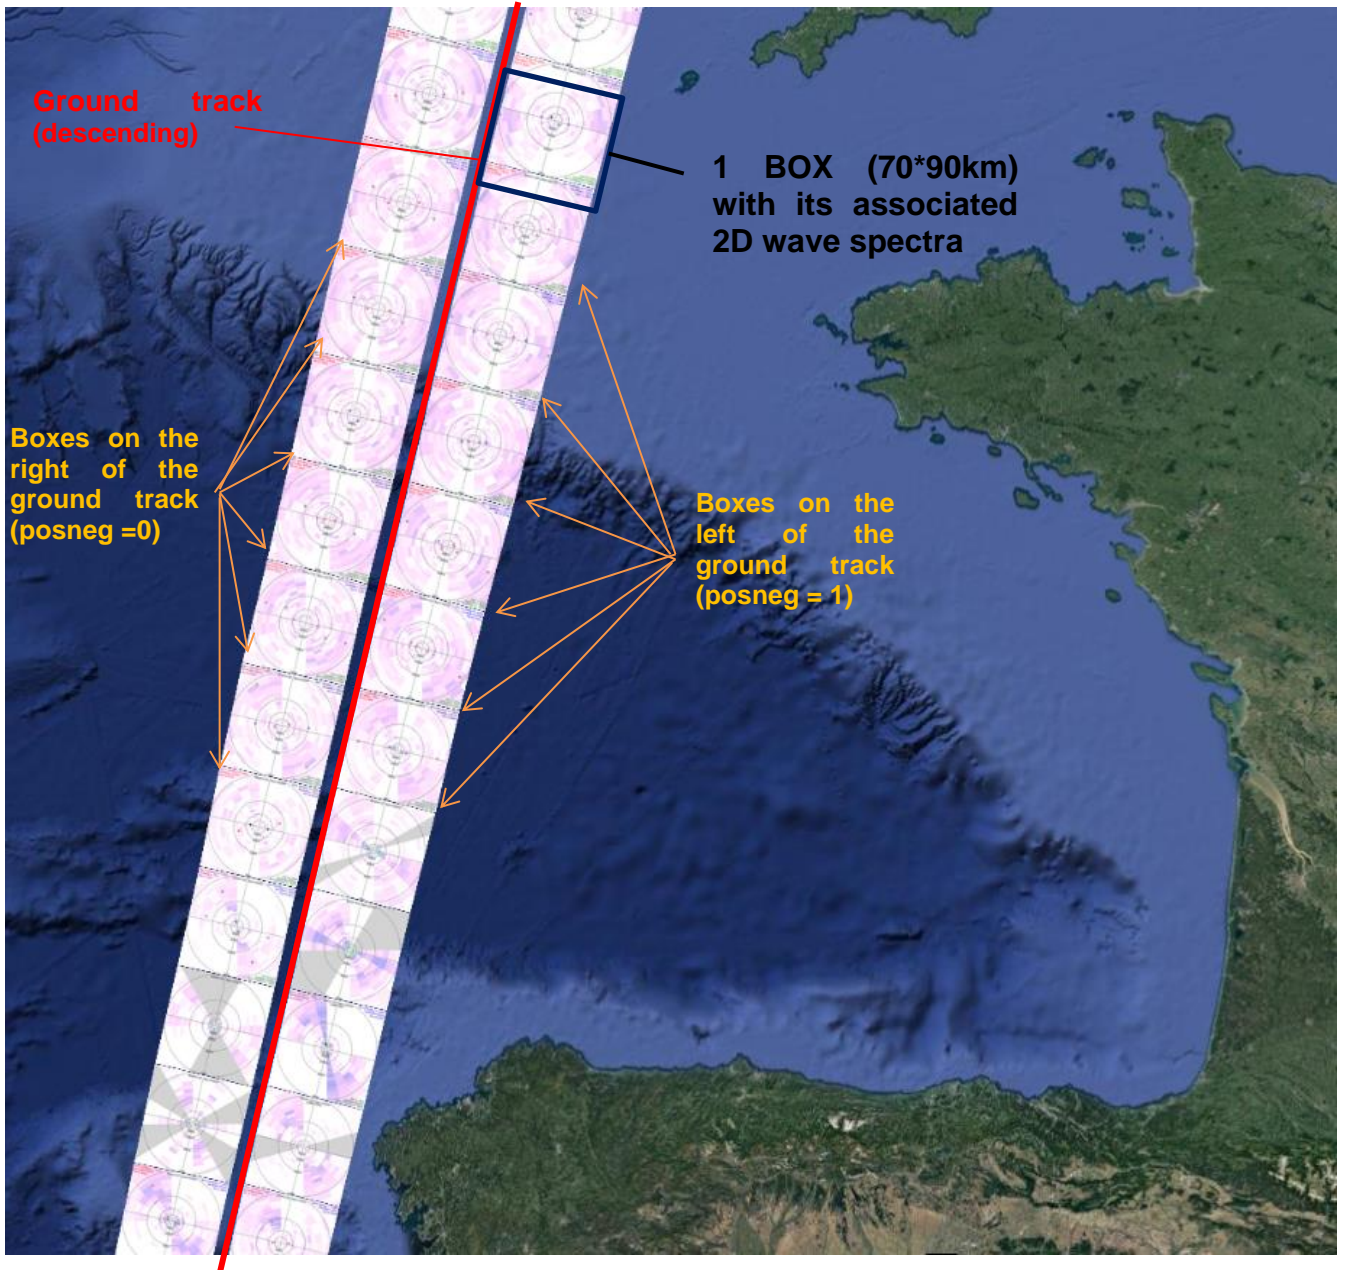 Ground track
(descending)
1 BOX (70*90km)
with its associated
2D wave spectra
Boxes on the
right of the
ground track
(posneg =0)
Boxes on the
left of the
ground track
(posneg = 1)